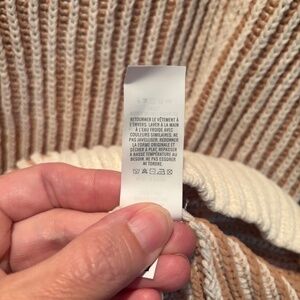 RETOURNER LE VÊTEMENT À
L'ENVERS. LAVER À LA MAIN
À L'EAU FROIDE AVEC
COULEURS SIMILAIRES. NE
PAS JAVELLISER. REDONNER
LA FORME ORIGINALE ET
SÉCHER À PLAT. REPASSER
À BASSE TEMPÉRATURE AU
BESOIN. NE PAS ESSORER
NI TORDRE.